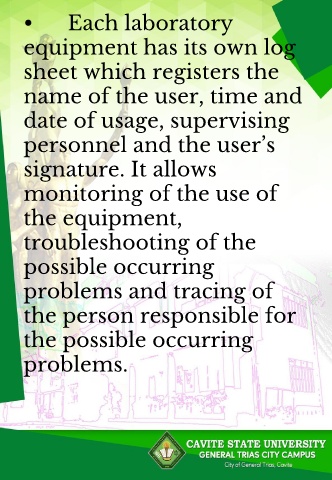 • Each laboratory
equipment has its own log
sheet which registers the
name of the user, time and
date of usage, supervising
personnel and the user’s
signature. It allows
monitoring of the use of
the equipment,
troubleshooting of the
possible occurring
problems and tracing of
the person responsible for
the possible occurring
problems.
CAVITE STATE UNIVERSITY
GENERAL TRIAS CITY CAMPUS
City of General Trias, Cavite